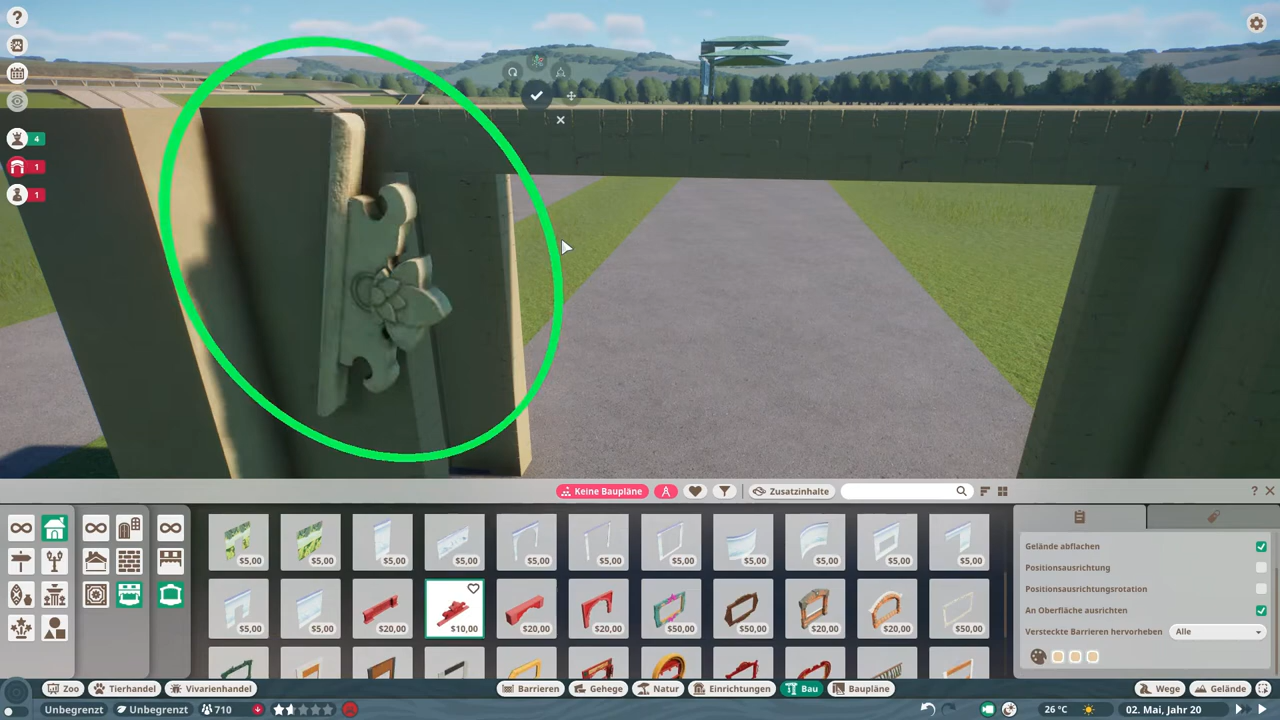 ?
4
1
1
Keine Baupläne
Zusatzinhalte
? ×
$5,00 $5,00 $5,00 $5,00 $5,00 $5,00 $5,00 $5,00 $5,00 $5,00 $5,00
$5,00 $5,00 $20,00 $10,00 $20,00 $20,00 $50,00 $50,00 $20,00 $20,00 $50,00
Gelände abflachen
Positionsausrichtung
Positionsausrichtungsrotation
An Oberfläche ausrichten
Versteckte Barrieren hervorheben Alle
Zoo Tierhandel Vivarienhandel Barrieren Gehege Natur Einrichtungen Bau Baupläne Wege Gelände
Unbegrenzt Unbegrenzt 710 26 °C 02. Mai, Jahr 20